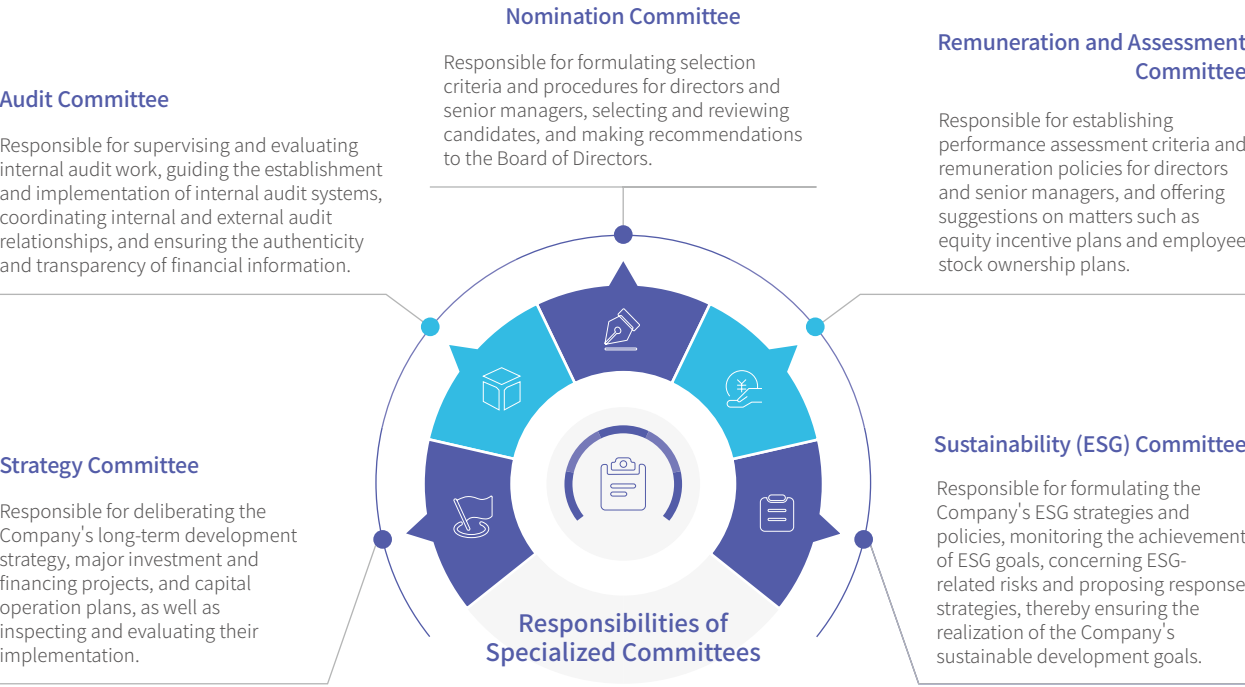 Nomination Committee
Responsible for formulating selection
criteria and procedures for directors and
senior managers, selecting and reviewing
candidates, and making recommendations
to the Board of Directors.
Remuneration and Assessment
Committee
Responsible for establishing
performance assessment criteria and
remuneration policies for directors
and senior managers, and offering
suggestions on matters such as
equity incentive plans and employee
stock ownership plans.
Audit Committee
Responsible for supervising and evaluating
internal audit work, guiding the establishment
and implementation of internal audit systems,
coordinating internal and external audit
relationships, and ensuring the authenticity
and transparency of financial information.
¥
Strategy Committee
Responsible for deliberating the
Company's long-term development
strategy, major investment and
financing projects, and capital
operation plans, as well as
inspecting and evaluating their
implementation.
Sustainability (ESG) Committee
Responsible for formulating the
Company's ESG strategies and
policies, monitoring the achievement
of ESG goals, concerning ESG-
related risks and proposing response
strategies, thereby ensuring the
realization of the Company's
sustainable development goals.
Responsibilities of
Specialized Committees